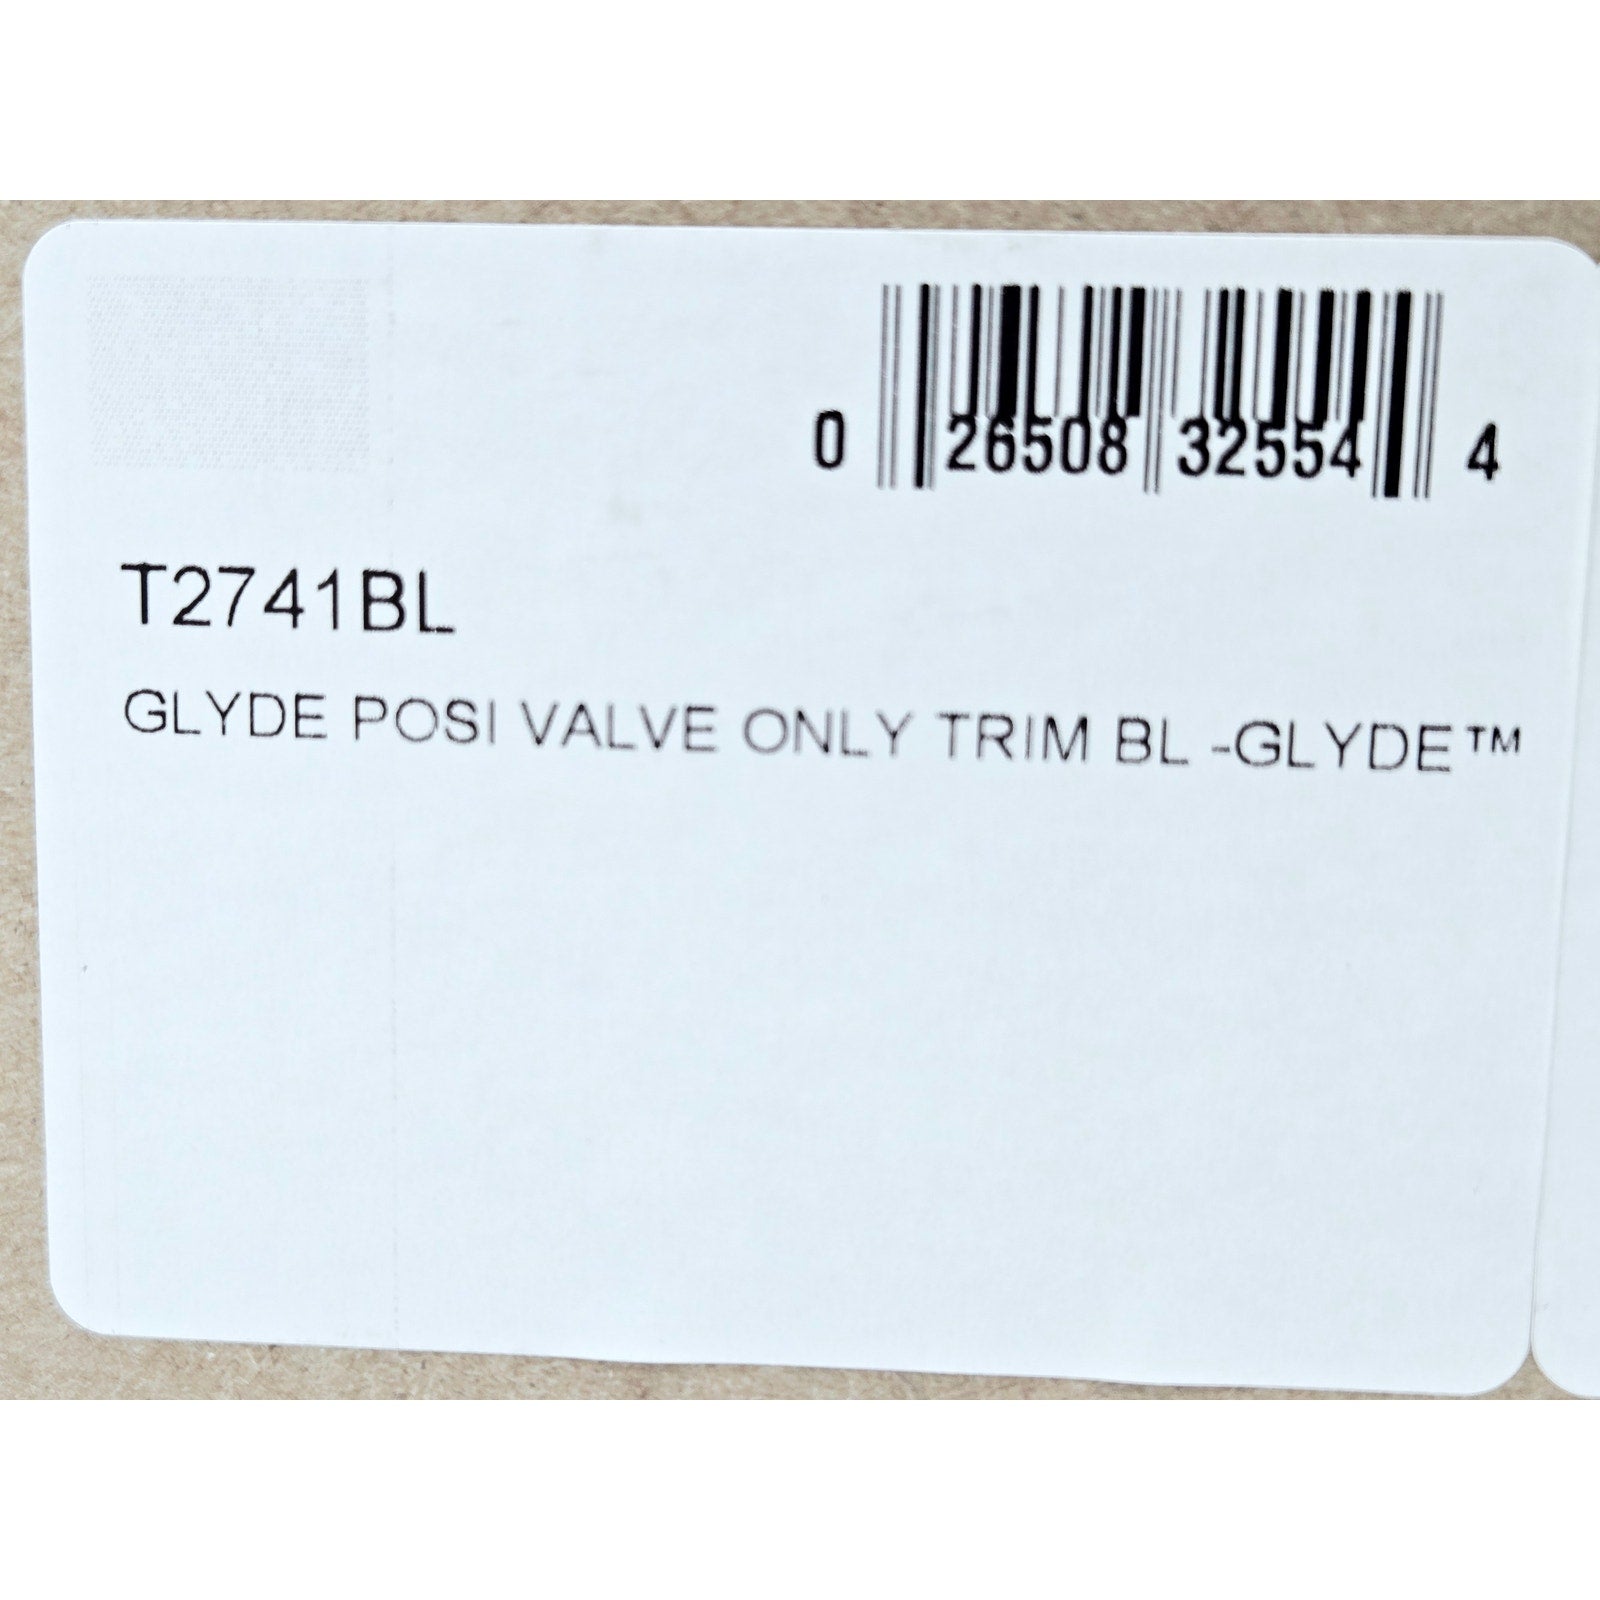 0 26508 32554 4
T2741BL
GLYDE POSI VALVE ONLY TRIM BL -GLYDE™